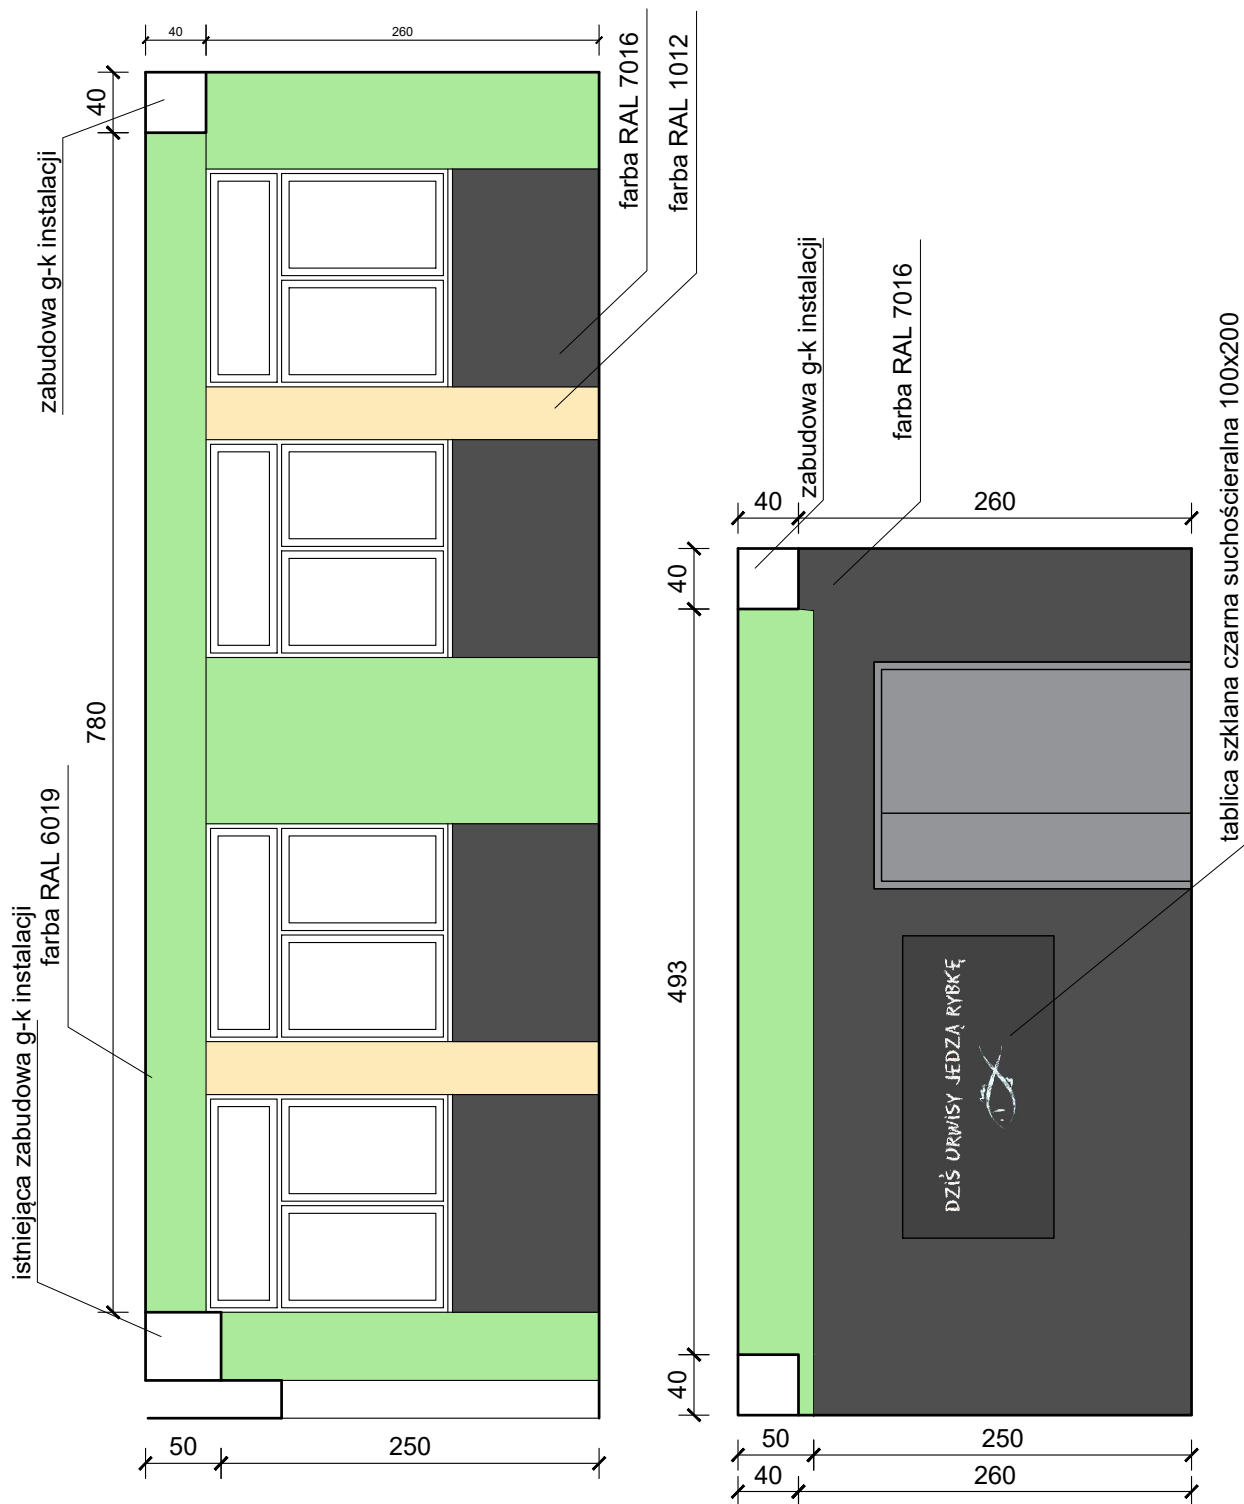 40
260
40
zabudowa g-k instalacji
780
farba RAL 7016
farba RAL 1012
istniejąca zabudowa g-k instalacji
farba RAL 6019
50
250
zabudowa g-k instalacji
farba RAL 7016
tablica szklana czarna suchościeralna 100x200
40
260
40
493
40
DZIŚ URWISY JEDZĄ RYBKĘ
50
250
40
260